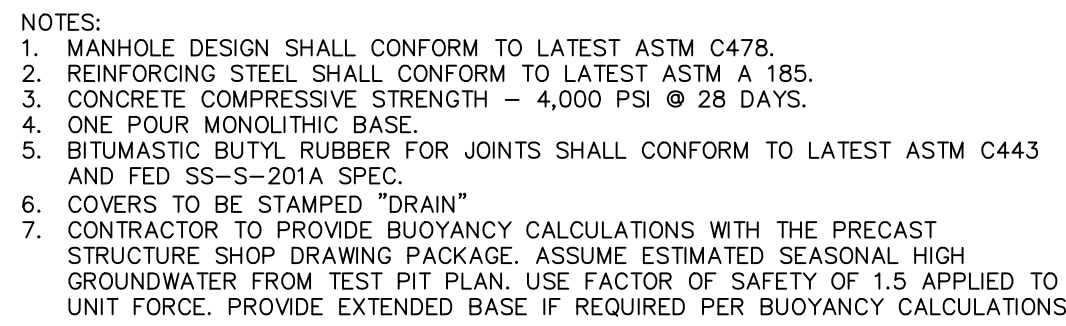 NOTES:
1. MANHOLE DESIGN SHALL CONFORM TO LATEST ASTM C478.
2. REINFORCING STEEL SHALL CONFORM TO LATEST ASTM A 185.
3. CONCRETE COMPRESSIVE STRENGTH – 4,000 PSI @ 28 DAYS.
4. ONE POUR MONOLITHIC BASE.
5. BITUMASTIC BUTYL RUBBER FOR JOINTS SHALL CONFORM TO LATEST ASTM C443
AND FED SS-S-201A SPEC.
6. COVERS TO BE STAMPED "DRAIN"
7. CONTRACTOR TO PROVIDE BUOYANCY CALCULATIONS WITH THE PRECAST
STRUCTURE SHOP DRAWING PACKAGE. ASSUME ESTIMATED SEASONAL HIGH
GROUNDWATER FROM TEST PIT PLAN. USE FACTOR OF SAFETY OF 1.5 APPLIED TO
UNIT FORCE. PROVIDE EXTENDED BASE IF REQUIRED PER BUOYANCY CALCULATIONS